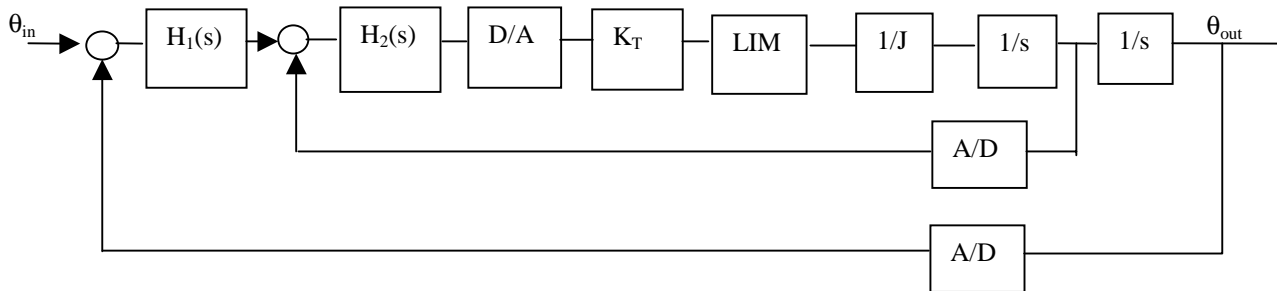 θin H1(s) H2(s) D/A KT LIM 1/J 1/s 1/s θout
A/D
A/D